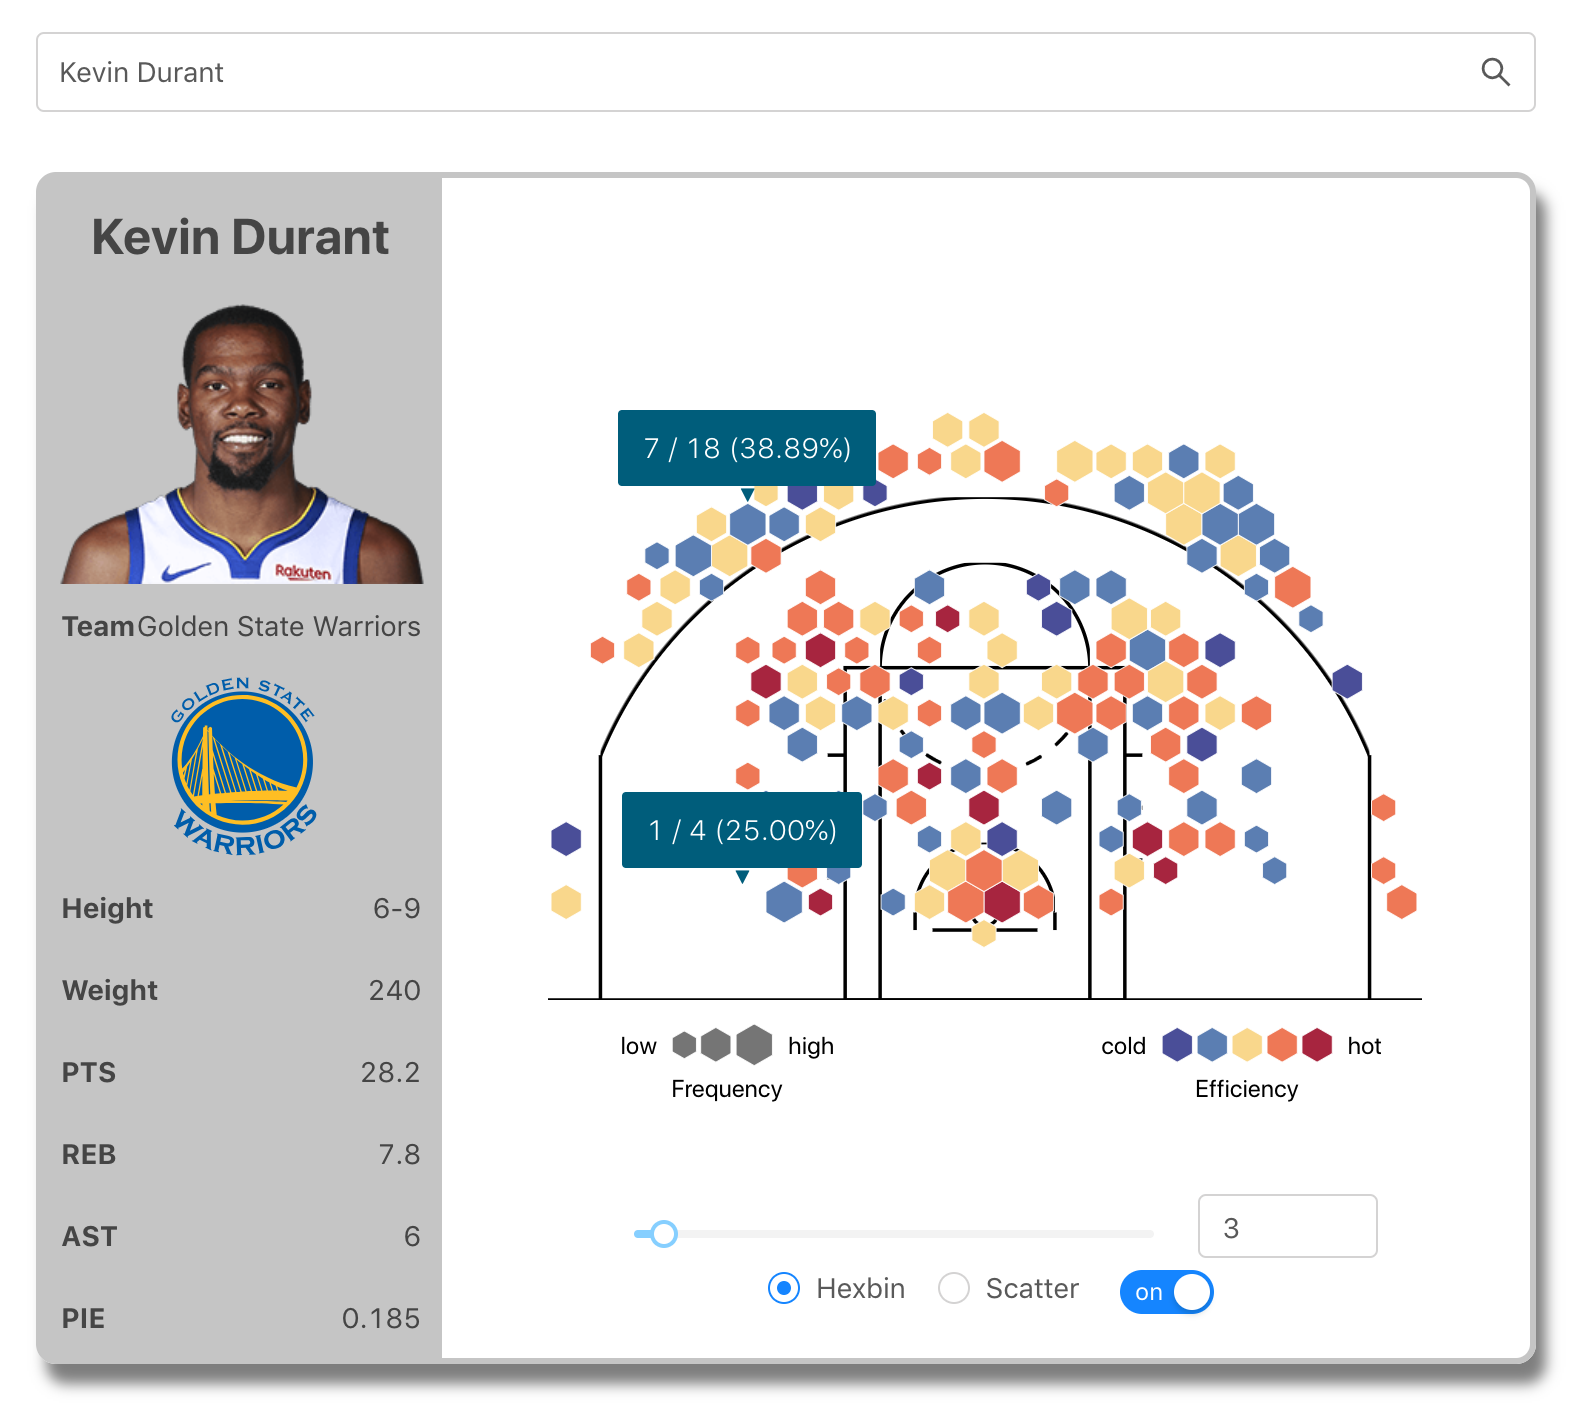 Kevin Durant
Kevin Durant
Rakuten
Team Golden State Warriors
GOLDEN STATE
WARRIORS
Height 6-9
Weight 240
PTS 28.2
REB 7.8
AST 6
PIE 0.185
7 / 18 (38.89%)
1 / 4 (25.00%)
low high
Frequency
cold hot
Efficiency
3
Hexbin Scatter on